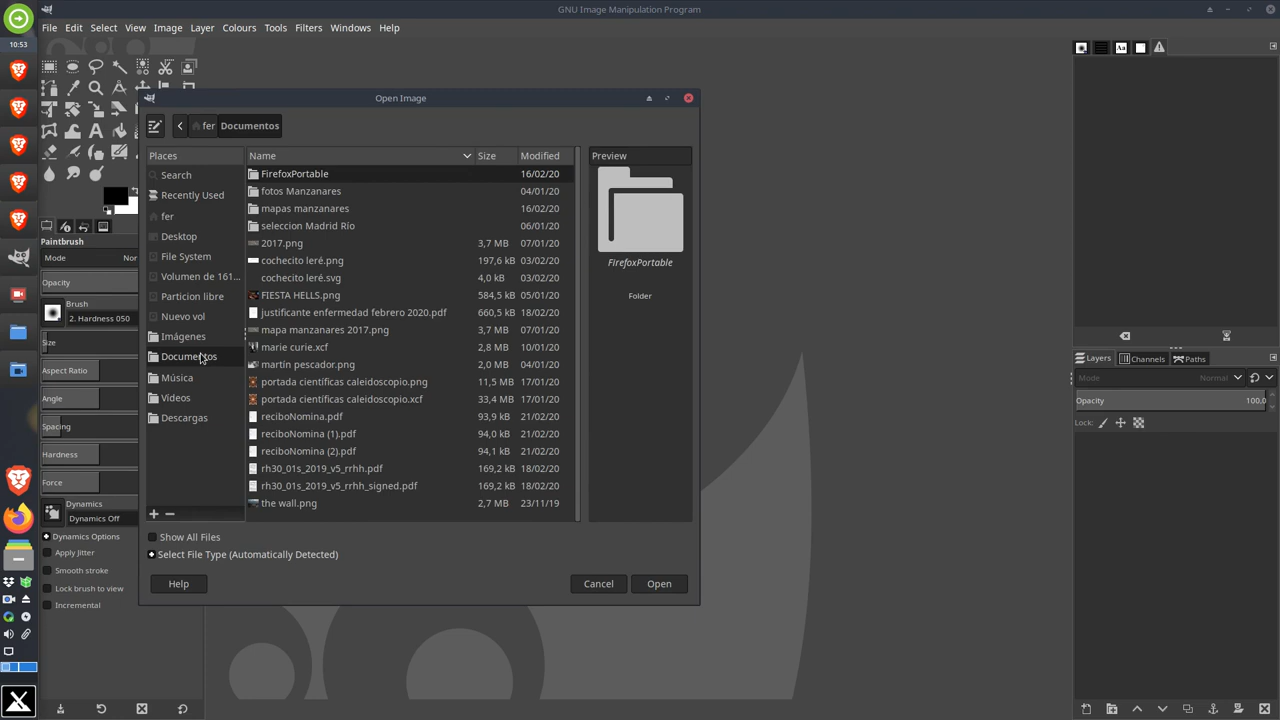 GNU Image Manipulation Program
10:53
File Edit Select View Image Layer Colours Tools Filters Windows Help
Open Image
fer Documentos
Places
Search
Recently Used
fer
Desktop
File System
Volumen de 161...
Particion libre
Nuevo vol
Imágenes
Documentos
Música
Vídeos
Descargas
Name Size Modified
FirefoxPortable 16/02/20
fotos Manzanares 04/01/20
mapas manzanares 16/02/20
seleccion Madrid Río 06/01/20
2017.png 3,7 MB 07/01/20
cochecito leré.png 197,6 kB 03/02/20
cochecito leré.svg 4,0 kB 03/02/20
FIESTA HELLS.png 584,5 kB 05/01/20
justificante enfermedad febrero 2020.pdf 660,5 kB 18/02/20
mapa manzanares 2017.png 3,7 MB 07/01/20
marie curie.xcf 2,8 MB 10/01/20
martín pescador.png 2,0 MB 04/01/20
portada científicas caleidoscopio.png 11,5 MB 17/01/20
portada científicas caleidoscopio.xcf 33,4 MB 17/01/20
reciboNomina.pdf 93,9 kB 21/02/20
reciboNomina (1).pdf 94,0 kB 21/02/20
reciboNomina (2).pdf 94,1 kB 21/02/20
rh30_01s_2019_v5_rrhh.pdf 169,2 kB 18/02/20
rh30_01s_2019_v5_rrhh_signed.pdf 169,2 kB 18/02/20
the wall.png 2,7 MB 23/11/19
Preview
FirefoxPortable
Folder
Show All Files
Select File Type (Automatically Detected)
Help Cancel Open
Paintbrush
Mode Nor
Opacity
Brush
2. Hardness 050
Size
Aspect Ratio
Angle
Spacing
Hardness
Force
Dynamics
Dynamics Off
Dynamics Options
Apply Jitter
Smooth stroke
Lock brush to view
Incremental
Aa
Layers Channels Paths
Mode Normal
Opacity 100,0
Lock: